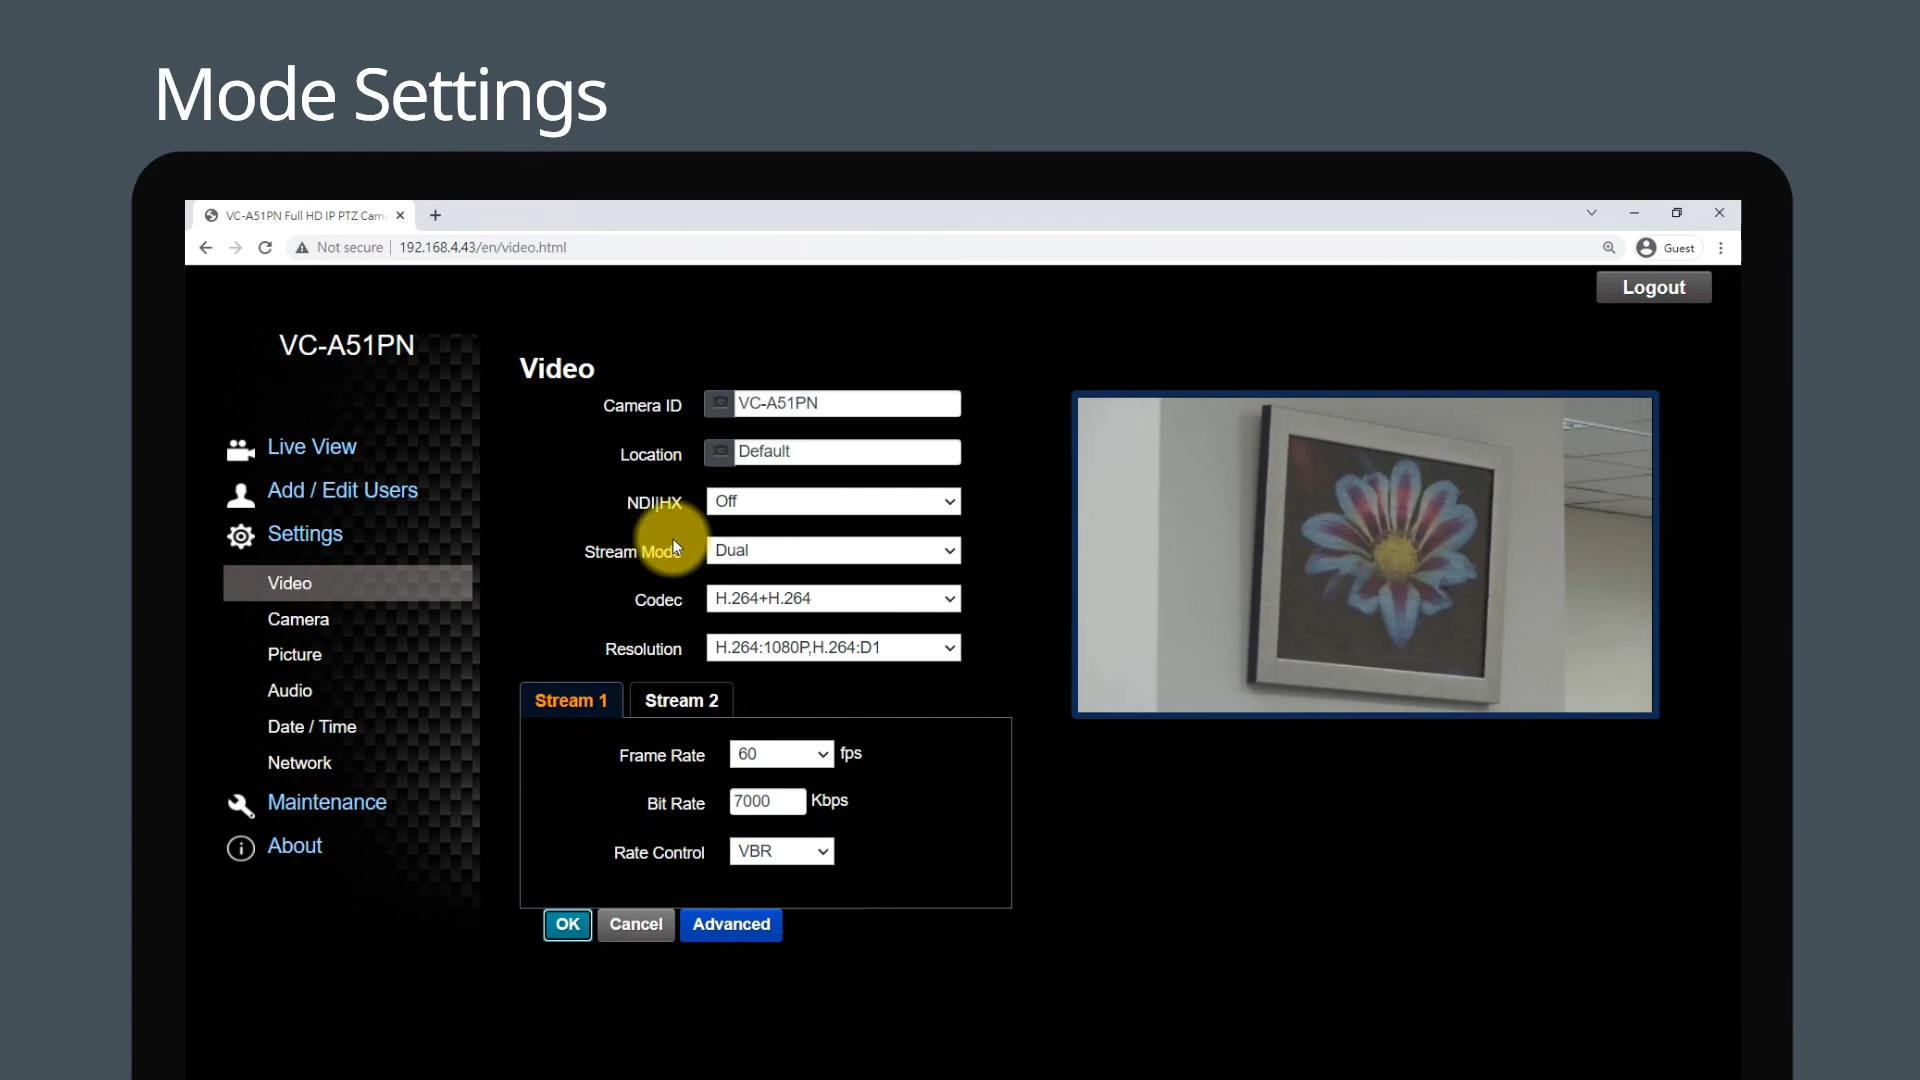 Mode Settings
VC-A51PN Full HD IP PTZ Cam
Not secure
192.168.4.43/en/video.html
Guest
Logout
VC-A51PN
Live View
Add / Edit Users
Settings
Video
Camera
Picture
Audio
Date / Time
Network
Maintenance
About
Video
Camera ID VC-A51PN
Location Default
NDI|HX Off
Stream Mode Dual
Codec H.264+H.264
Resolution H.264:1080P,H.264:D1
Stream 1 Stream 2
Frame Rate 60 fps
Bit Rate 7000 Kbps
Rate Control VBR
OK Cancel Advanced